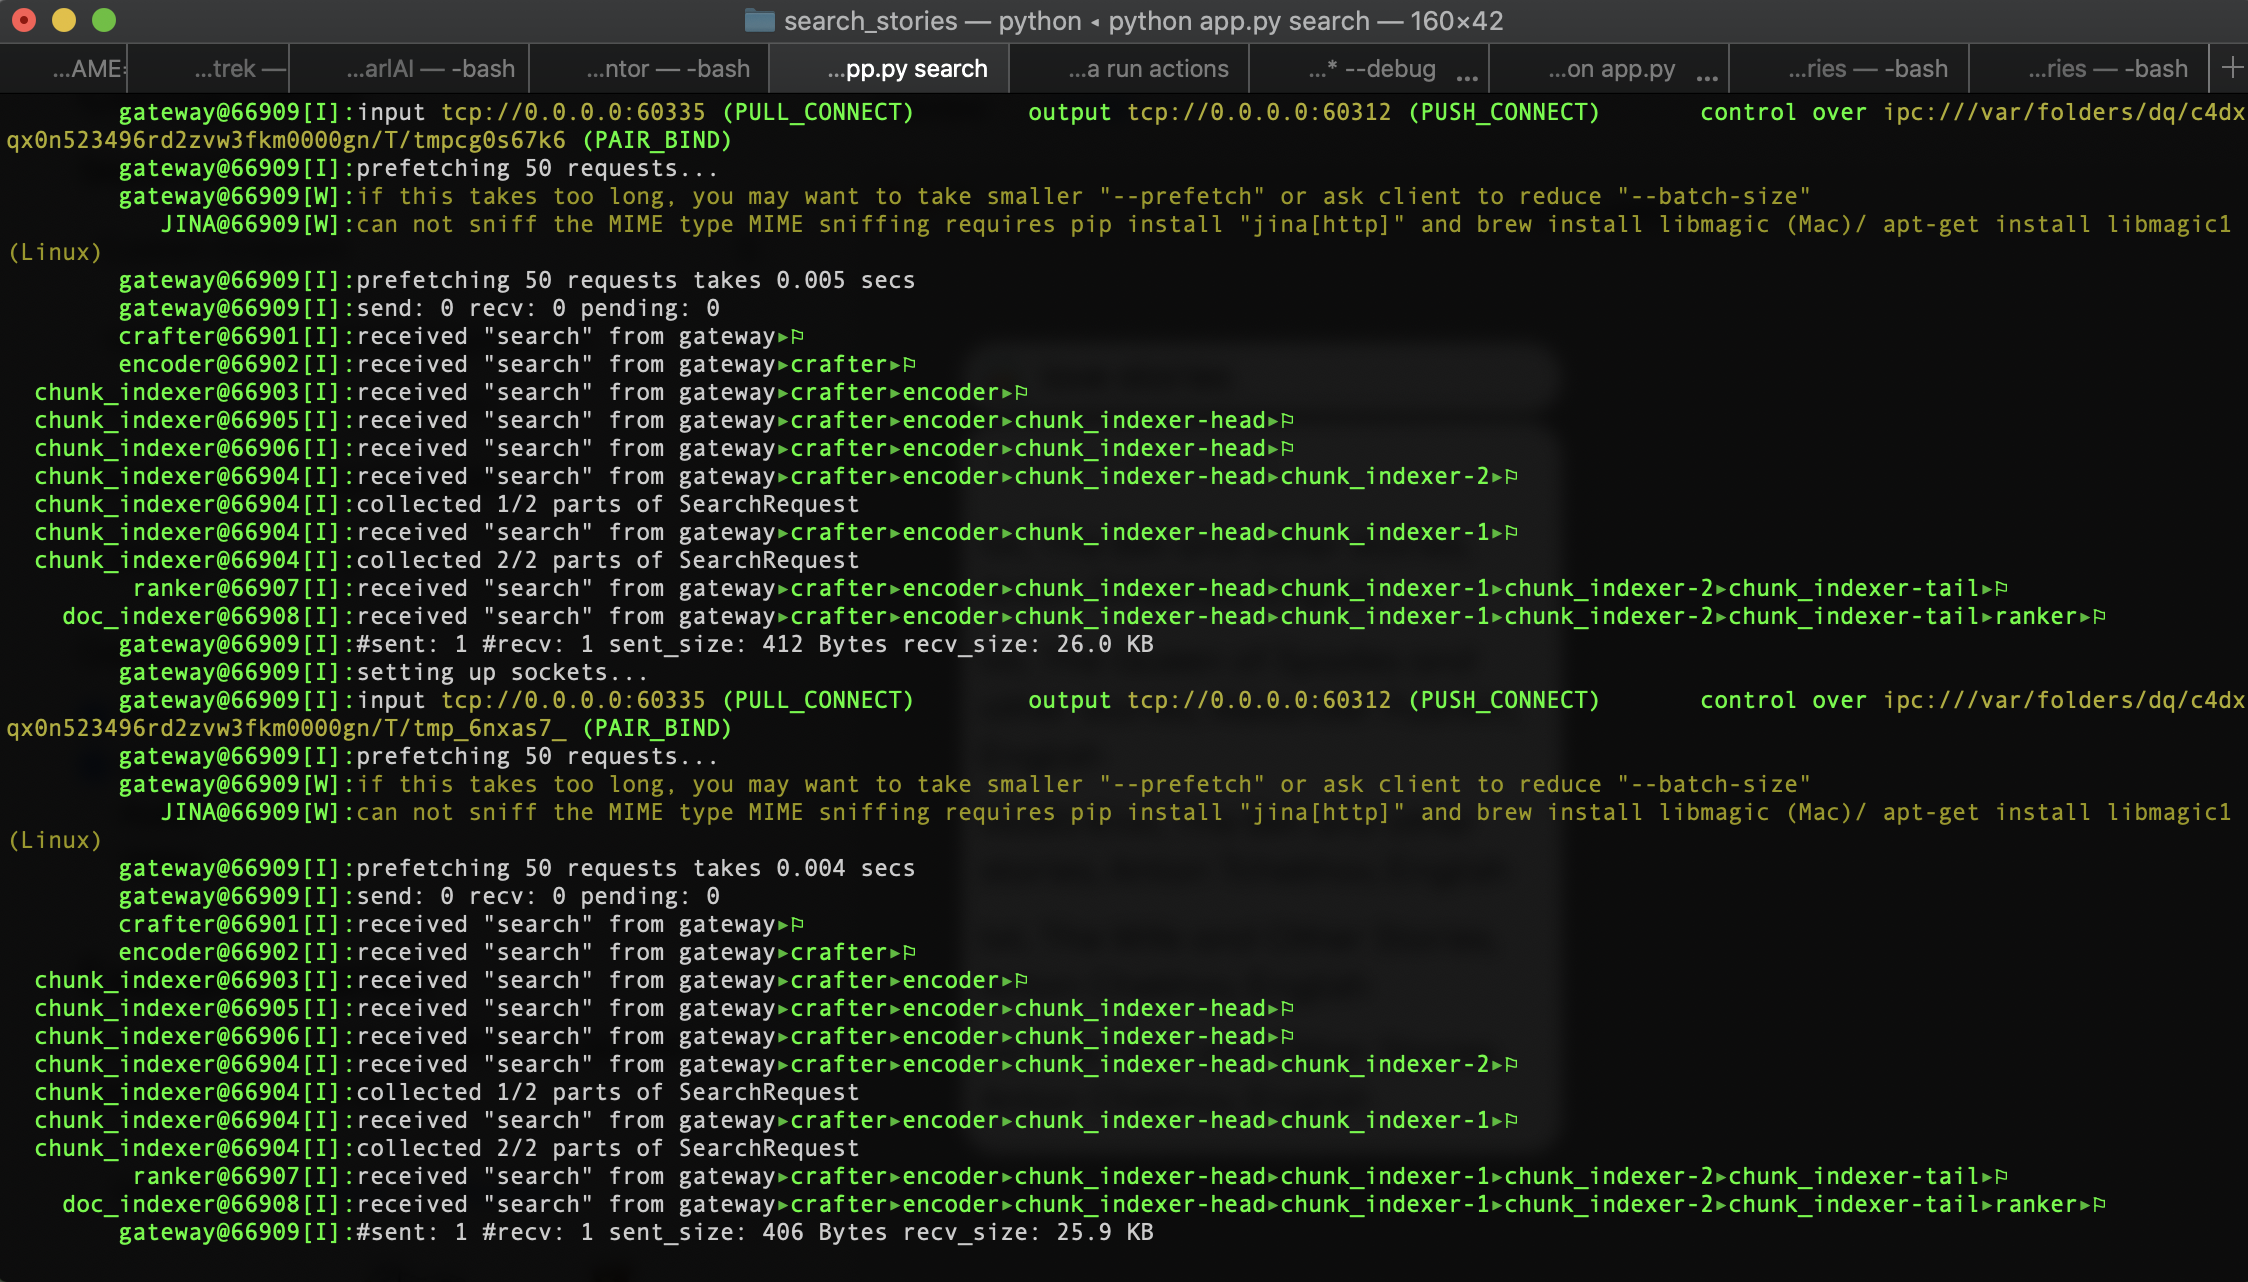 search_stories — python ◂ python app.py search — 160×42
...AME: ...trek — ...arlAI — -bash ...ntor — -bash ...pp.py search ...a run actions ...* --debug ... ...on app.py ... ...ries — -bash ...ries — -bash +
gateway@66909[I]:input tcp://0.0.0.0:60335 (PULL_CONNECT) output tcp://0.0.0.0:60312 (PUSH_CONNECT) control over ipc:///var/folders/dq/c4dx
qx0n523496rd2zvw3fkm0000gn/T/tmpcg0s67k6 (PAIR_BIND)
gateway@66909[I]:prefetching 50 requests...
gateway@66909[W]:if this takes too long, you may want to take smaller "--prefetch" or ask client to reduce "--batch-size"
JINA@66909[W]:can not sniff the MIME type MIME sniffing requires pip install "jina[http]" and brew install libmagic (Mac)/ apt-get install libmagic1
(Linux)
gateway@66909[I]:prefetching 50 requests takes 0.005 secs
gateway@66909[I]:send: 0 recv: 0 pending: 0
crafter@66901[I]:received "search" from gateway▸⚐
encoder@66902[I]:received "search" from gateway▸crafter▸⚐
chunk_indexer@66903[I]:received "search" from gateway▸crafter▸encoder▸⚐
chunk_indexer@66905[I]:received "search" from gateway▸crafter▸encoder▸chunk_indexer-head▸⚐
chunk_indexer@66906[I]:received "search" from gateway▸crafter▸encoder▸chunk_indexer-head▸⚐
chunk_indexer@66904[I]:received "search" from gateway▸crafter▸encoder▸chunk_indexer-head▸chunk_indexer-2▸⚐
chunk_indexer@66904[I]:collected 1/2 parts of SearchRequest
chunk_indexer@66904[I]:received "search" from gateway▸crafter▸encoder▸chunk_indexer-head▸chunk_indexer-1▸⚐
chunk_indexer@66904[I]:collected 2/2 parts of SearchRequest
ranker@66907[I]:received "search" from gateway▸crafter▸encoder▸chunk_indexer-head▸chunk_indexer-1▸chunk_indexer-2▸chunk_indexer-tail▸⚐
doc_indexer@66908[I]:received "search" from gateway▸crafter▸encoder▸chunk_indexer-head▸chunk_indexer-1▸chunk_indexer-2▸chunk_indexer-tail▸ranker▸⚐
gateway@66909[I]:#sent: 1 #recv: 1 sent_size: 412 Bytes recv_size: 26.0 KB
gateway@66909[I]:setting up sockets...
gateway@66909[I]:input tcp://0.0.0.0:60335 (PULL_CONNECT) output tcp://0.0.0.0:60312 (PUSH_CONNECT) control over ipc:///var/folders/dq/c4dx
qx0n523496rd2zvw3fkm0000gn/T/tmp_6nxas7_ (PAIR_BIND)
gateway@66909[I]:prefetching 50 requests...
gateway@66909[W]:if this takes too long, you may want to take smaller "--prefetch" or ask client to reduce "--batch-size"
JINA@66909[W]:can not sniff the MIME type MIME sniffing requires pip install "jina[http]" and brew install libmagic (Mac)/ apt-get install libmagic1
(Linux)
gateway@66909[I]:prefetching 50 requests takes 0.004 secs
gateway@66909[I]:send: 0 recv: 0 pending: 0
crafter@66901[I]:received "search" from gateway▸⚐
encoder@66902[I]:received "search" from gateway▸crafter▸⚐
chunk_indexer@66903[I]:received "search" from gateway▸crafter▸encoder▸⚐
chunk_indexer@66905[I]:received "search" from gateway▸crafter▸encoder▸chunk_indexer-head▸⚐
chunk_indexer@66906[I]:received "search" from gateway▸crafter▸encoder▸chunk_indexer-head▸⚐
chunk_indexer@66904[I]:received "search" from gateway▸crafter▸encoder▸chunk_indexer-head▸chunk_indexer-2▸⚐
chunk_indexer@66904[I]:collected 1/2 parts of SearchRequest
chunk_indexer@66904[I]:received "search" from gateway▸crafter▸encoder▸chunk_indexer-head▸chunk_indexer-1▸⚐
chunk_indexer@66904[I]:collected 2/2 parts of SearchRequest
ranker@66907[I]:received "search" from gateway▸crafter▸encoder▸chunk_indexer-head▸chunk_indexer-1▸chunk_indexer-2▸chunk_indexer-tail▸⚐
doc_indexer@66908[I]:received "search" from gateway▸crafter▸encoder▸chunk_indexer-head▸chunk_indexer-1▸chunk_indexer-2▸chunk_indexer-tail▸ranker▸⚐
gateway@66909[I]:#sent: 1 #recv: 1 sent_size: 406 Bytes recv_size: 25.9 KB